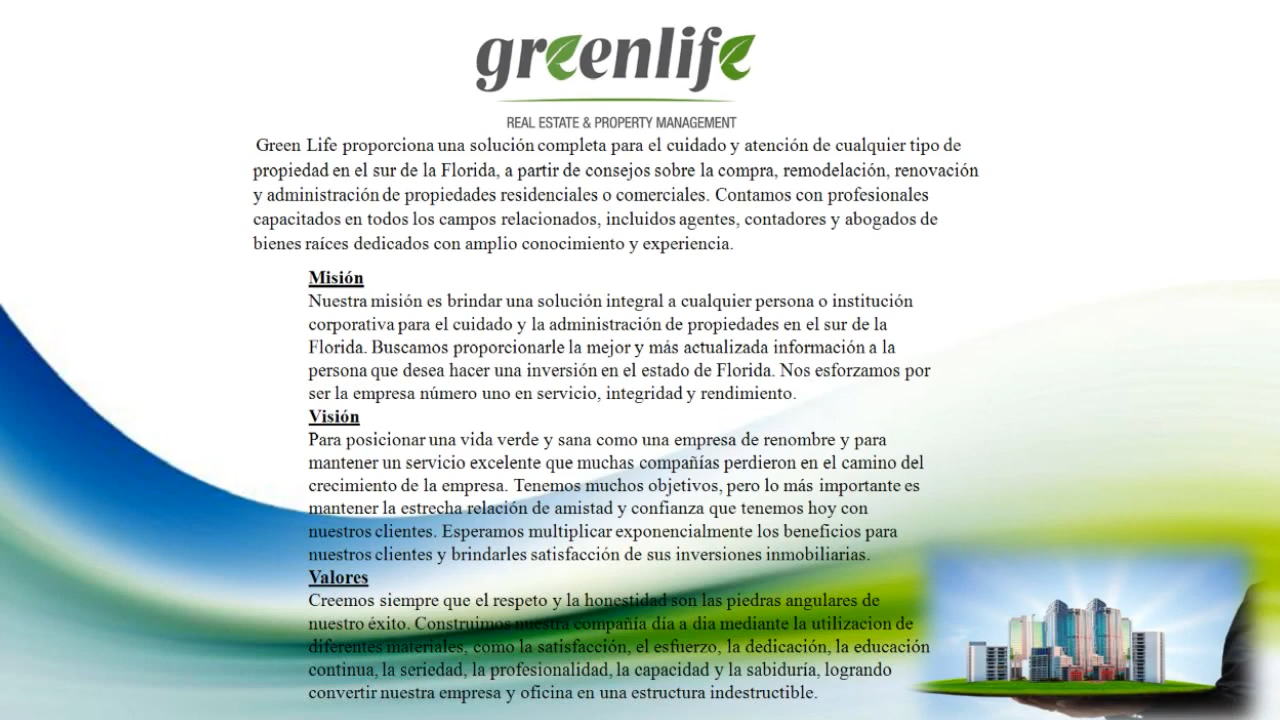 greenlife
REAL ESTATE & PROPERTY MANAGEMENT
Green Life proporciona una solución completa para el cuidado y atención de cualquier tipo de
propiedad en el sur de la Florida, a partir de consejos sobre la compra, remodelación, renovación
y administración de propiedades residenciales o comerciales. Contamos con profesionales
capacitados en todos los campos relacionados, incluidos agentes, contadores y abogados de
bienes raíces dedicados con amplio conocimiento y experiencia.
Misión
Nuestra misión es brindar una solución integral a cualquier persona o institución
corporativa para el cuidado y la administración de propiedades en el sur de la
Florida. Buscamos proporcionarle la mejor y más actualizada información a la
persona que desea hacer una inversión en el estado de Florida. Nos esforzamos por
ser la empresa número uno en servicio, integridad y rendimiento.
Visión
Para posicionar una vida verde y sana como una empresa de renombre y para
mantener un servicio excelente que muchas compañías perdieron en el camino del
crecimiento de la empresa. Tenemos muchos objetivos, pero lo más importante es
mantener la estrecha relación de amistad y confianza que tenemos hoy con
nuestros clientes. Esperamos multiplicar exponencialmente los beneficios para
nuestros clientes y brindarles satisfacción de sus inversiones inmobiliarias.
Valores
Creemos siempre que el respeto y la honestidad son las piedras angulares de
nuestro éxito. Construimos nuestra compañía día a dia mediante la utilizacion de
diferentes materiales, como la satisfacción, el esfuerzo, la dedicación, la educación
continua, la seriedad, la profesionalidad, la capacidad y la sabiduría, logrando
convertir nuestra empresa y oficina en una estructura indestructible.